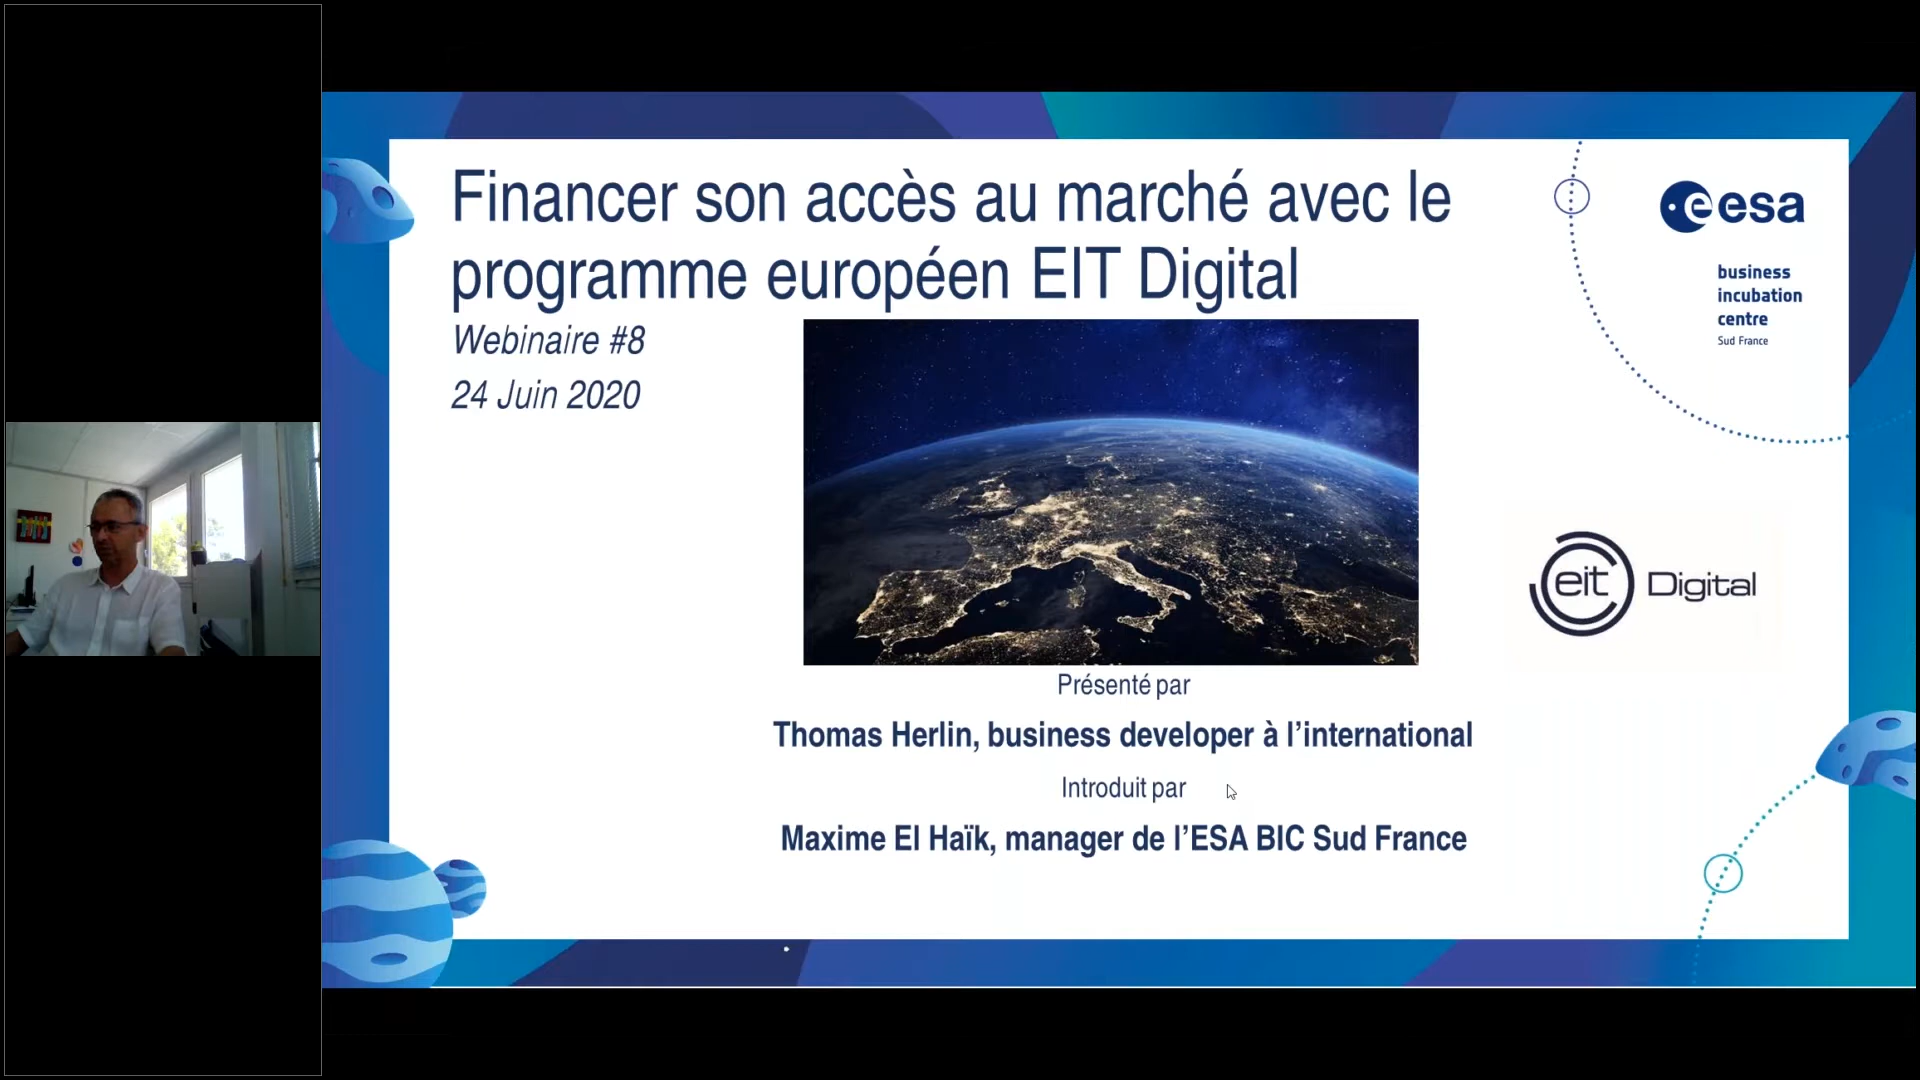 Financer son accès au marché avec le
programme européen EIT Digital
Webinaire #8
24 Juin 2020
esa
business
incubation
centre
Sud France
eit Digital
Présenté par
Thomas Herlin, business developer à l’international
Introduit par
Maxime El Haïk, manager de l’ESA BIC Sud France